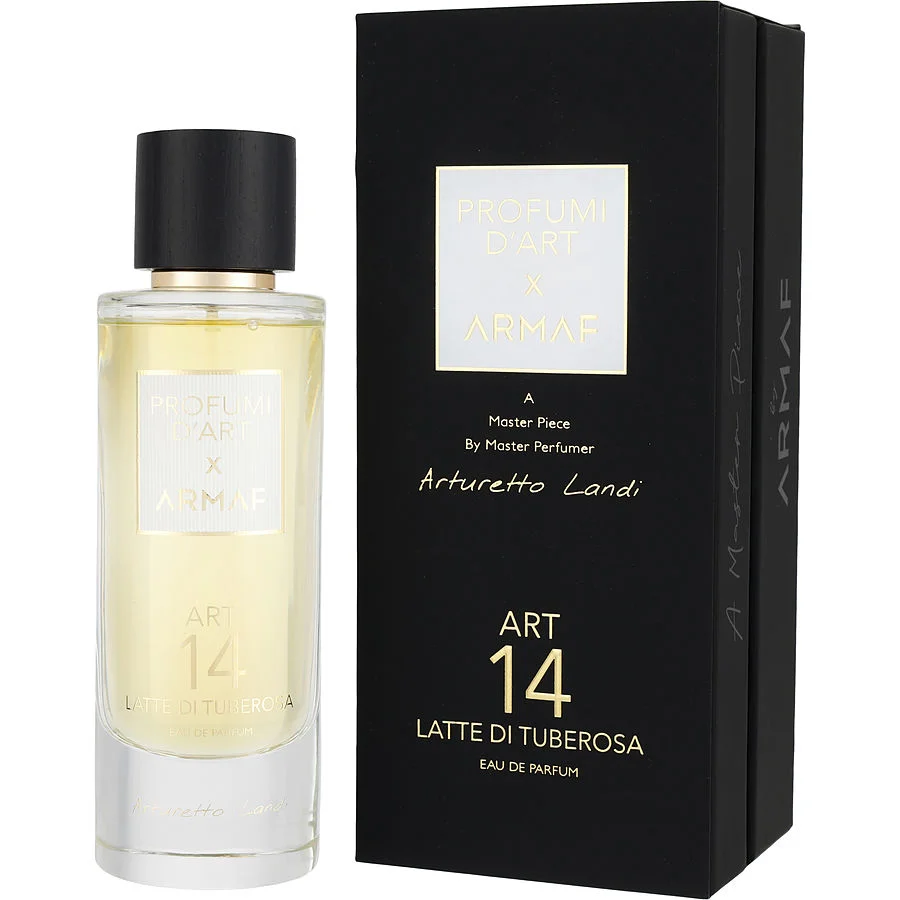 PROFUMI
D'ART
X
ARMAF
ART
14
LATTE DI TUBEROSA
EAU DE PARFUM
Arturetto Landi
PROFUMI
D'ART
X
ARMAF
A
Master Piece
By Master Perfumer
Arturetto Landi
ART
14
LATTE DI TUBEROSA
EAU DE PARFUM
A Master Piece
by
ARMAF